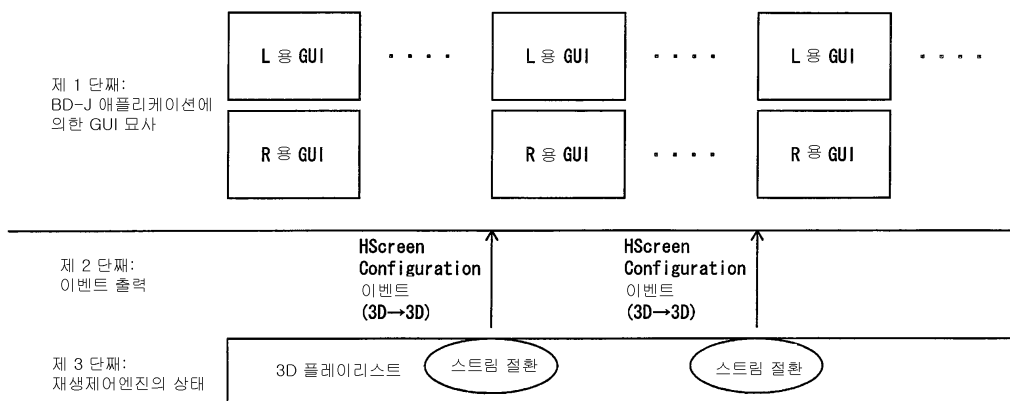 L 용 GUI
· · · ·
L 용 GUI
· · · ·
L 용 GUI
· · · ·
제 1 단째:
BD-J 애플리케이션에
의한 GUI 묘사
R 용 GUI
R 용 GUI
· · · ·
R 용 GUI
제 2 단째:
이벤트 출력
HScreen
Configuration
이벤트
(3D→3D)
HScreen
Configuration
이벤트
(3D→3D)
제 3 단째:
재생제어엔진의 상태
3D 플레이리스트
스트림 절환
스트림 절환